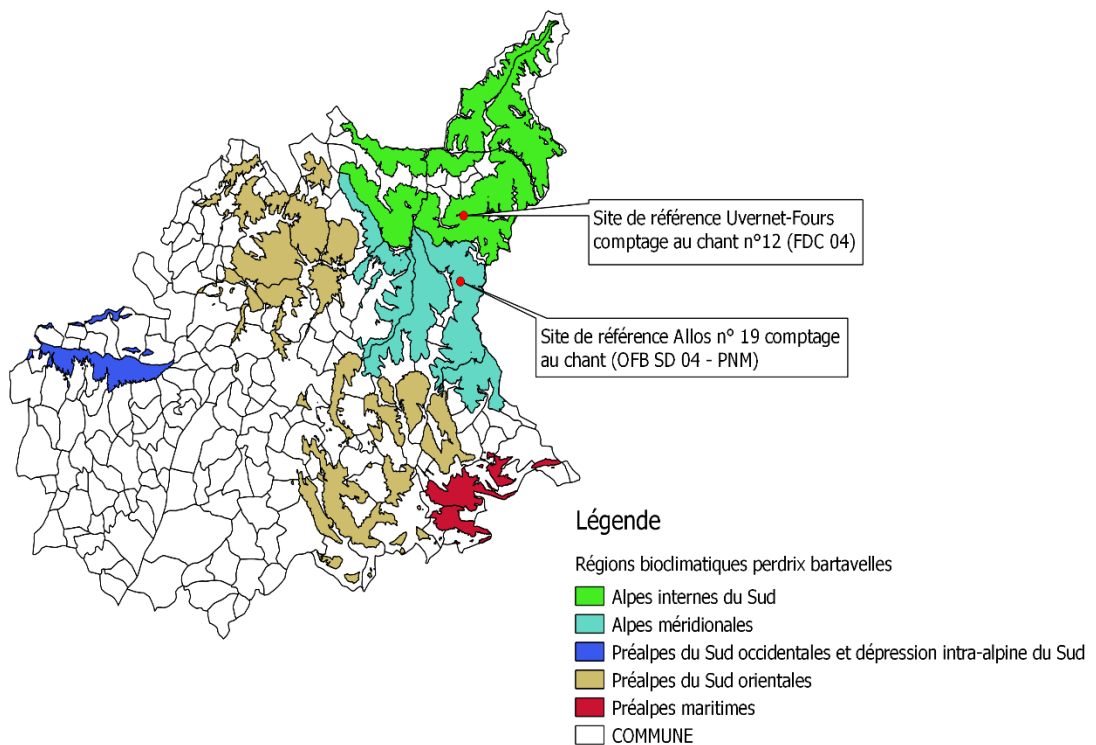 Site de référence Uvernet-Fours
comptage au chant n°12 (FDC 04)
Site de référence Allos n° 19 comptage
au chant (OFB SD 04 - PNM)
Légende
Régions bioclimatiques perdrix bartavelles
Alpes internes du Sud
Alpes méridionales
Préalpes du Sud occidentales et dépression intra-alpine du Sud
Préalpes du Sud orientales
Préalpes maritimes
COMMUNE